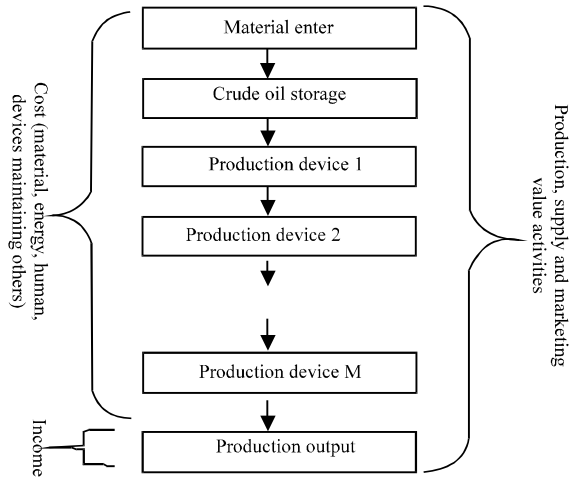 Material enter
Crude oil storage
Production device 1
Production device 2
Production device M
Production output
Cost (material, energy, human,
devices maintaining others)
Income
Production, supply and marketing
value activities